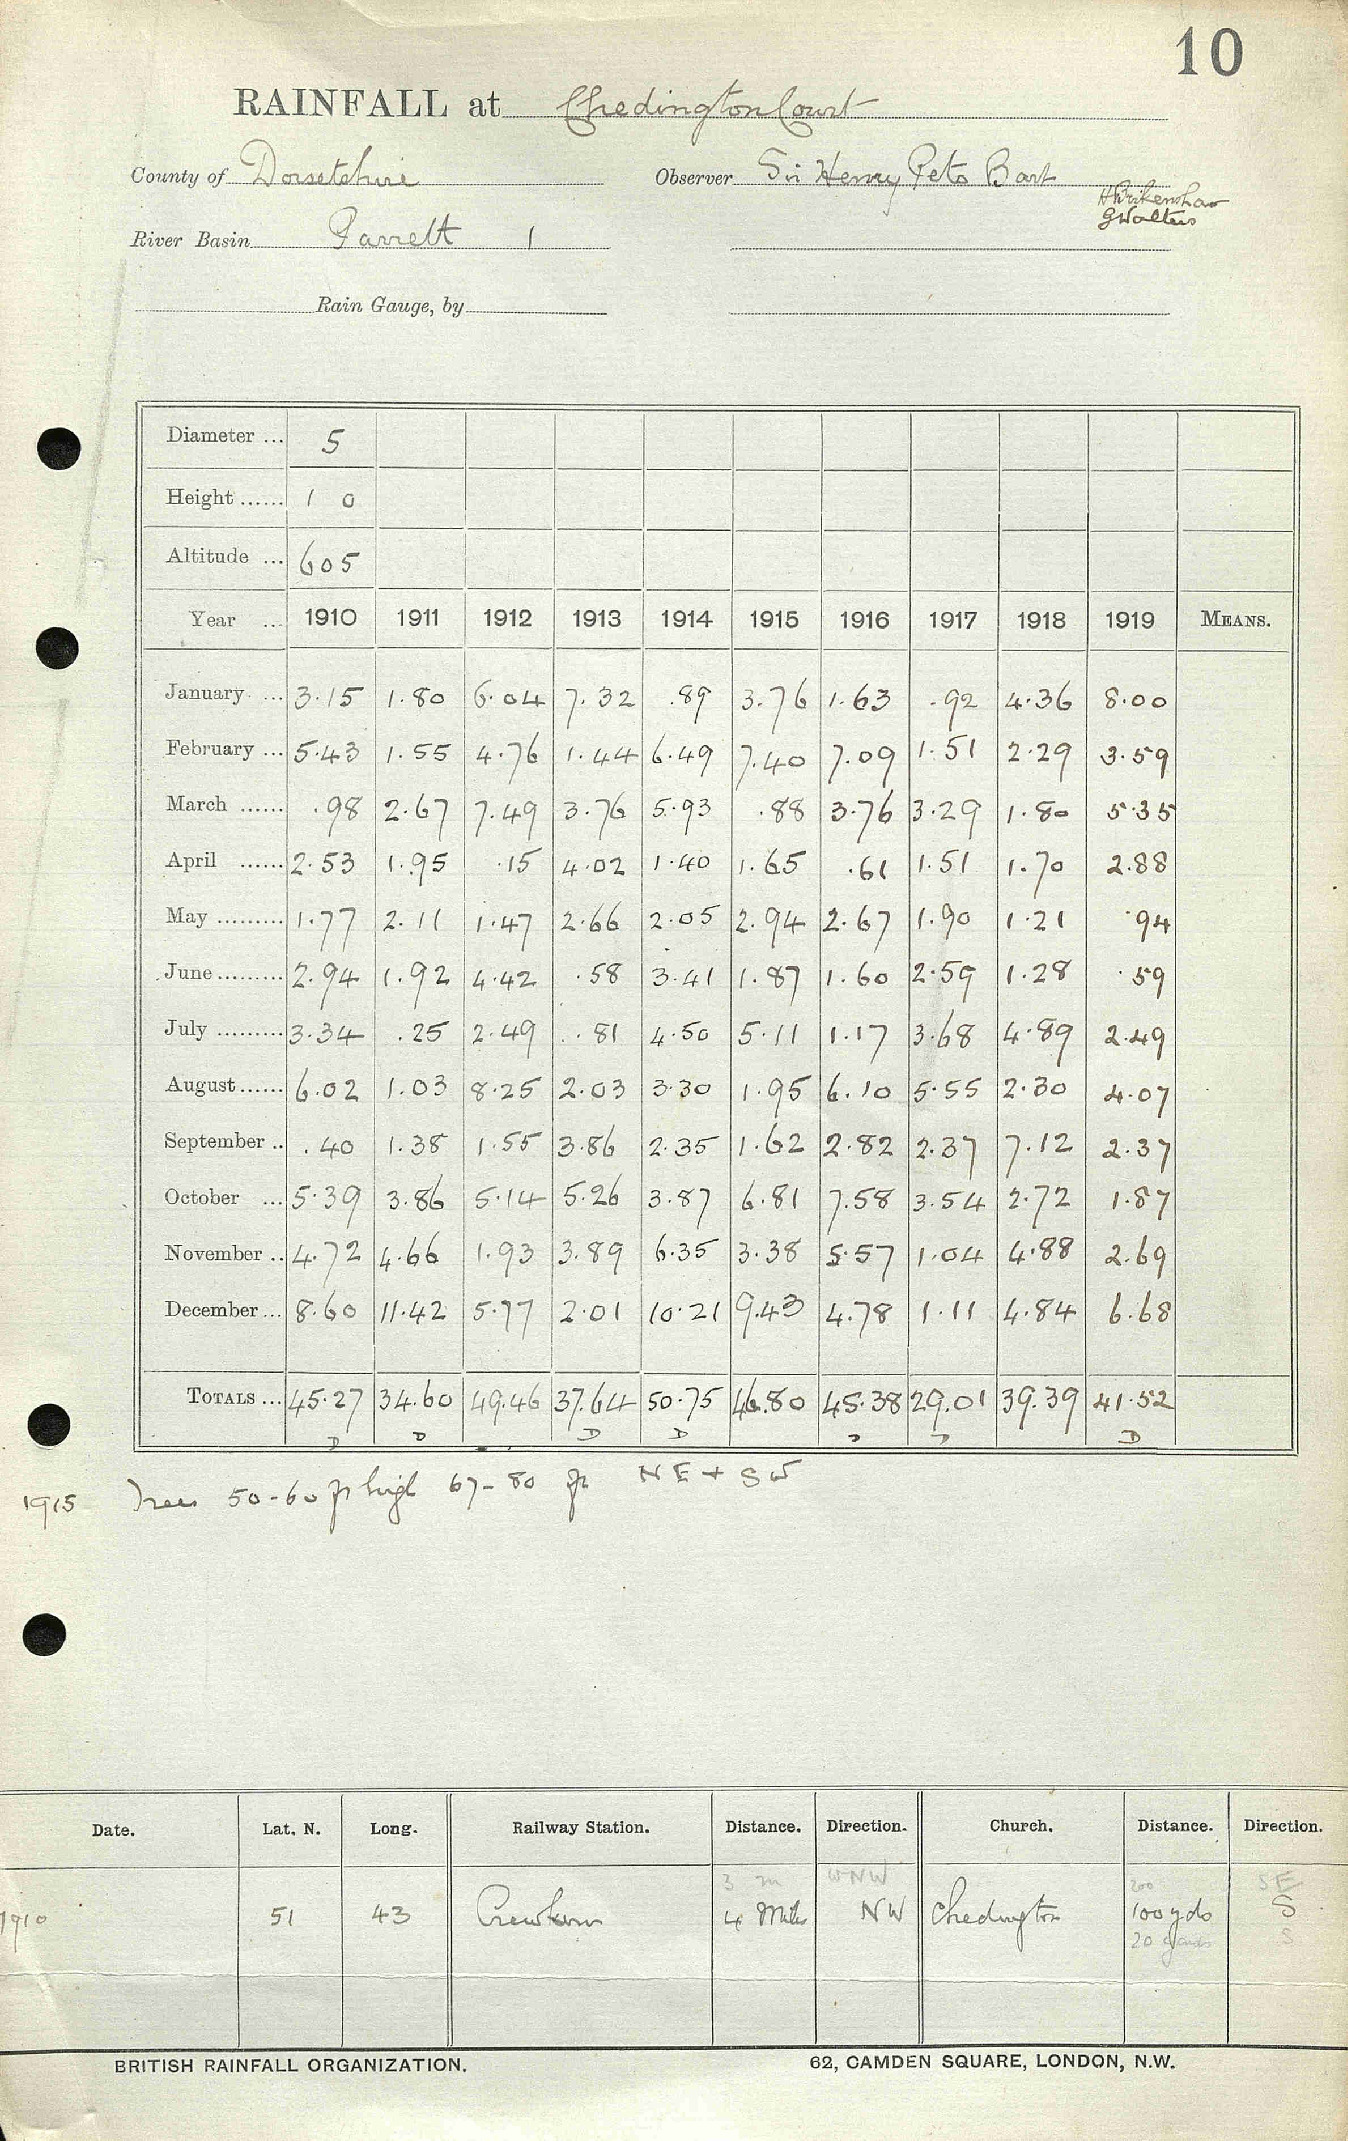 10
RAINFALL at Chedington Court
County of Dorsetshire Observer Sir Henry Peto Bart
G Walters
River Basin Parrett 1
Rain Gauge, by
Diameter ... 5
Height ...... 1 0
Altitude ... 605
Year ... 1910 1911 1912 1913 1914 1915 1916 1917 1918 1919 MEANS.
January ... 3.15 1.80 6.04 7.32 .89 3.76 1.63 .92 4.36 8.00
February ... 5.43 1.55 4.76 1.44 6.49 7.40 7.09 1.51 2.29 3.59
March ...... .98 2.67 7.49 3.76 5.93 .88 3.76 3.29 1.80 5.35
April ...... 2.53 1.95 .15 4.02 1.40 1.65 .61 1.51 1.70 2.88
May ......... 1.77 2.11 1.47 2.66 2.05 2.94 2.67 1.90 1.21 .94
June ......... 2.94 1.92 4.42 .58 3.41 1.87 1.60 2.59 1.28 .59
July ......... 3.34 .25 2.49 .81 4.50 5.11 1.17 3.68 4.89 2.49
August ...... 6.02 1.03 8.25 2.03 3.30 1.95 6.10 5.55 2.30 4.07
September .. .40 1.38 1.55 3.86 2.35 1.62 2.82 2.37 7.12 2.37
October ... 5.39 3.86 5.14 5.26 3.87 6.81 7.58 3.54 2.72 1.87
November .. 4.72 4.66 1.93 3.89 6.35 3.38 5.57 1.04 4.88 2.69
December ... 8.60 11.42 5.77 2.01 10.21 9.43 4.78 1.11 4.84 6.68
TOTALS ... 45.27 34.60 49.46 37.64 50.75 46.80 45.38 29.01 39.39 41.52
D D D D D D D
1915 Trees 50-60 ft high 67-80 ft NE + SW
Date. Lat. N. Long. Railway Station. Distance. Direction. Church. Distance. Direction.
3 m WNW 200 SE
1910 51 43 Crewkerne 4 Miles NW Chedington 100 yds S
20 yards S
BRITISH RAINFALL ORGANIZATION. 62, CAMDEN SQUARE, LONDON, N.W.